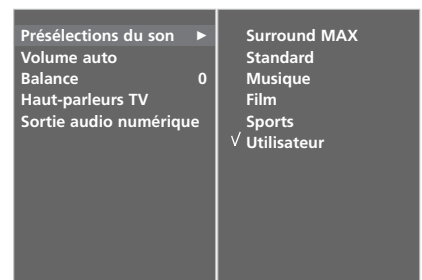 Présélections du son ►
Volume auto
Balance 0
Haut-parleurs TV
Sortie audio numérique
Surround MAX
Standard
Musique
Film
Sports
√ Utilisateur